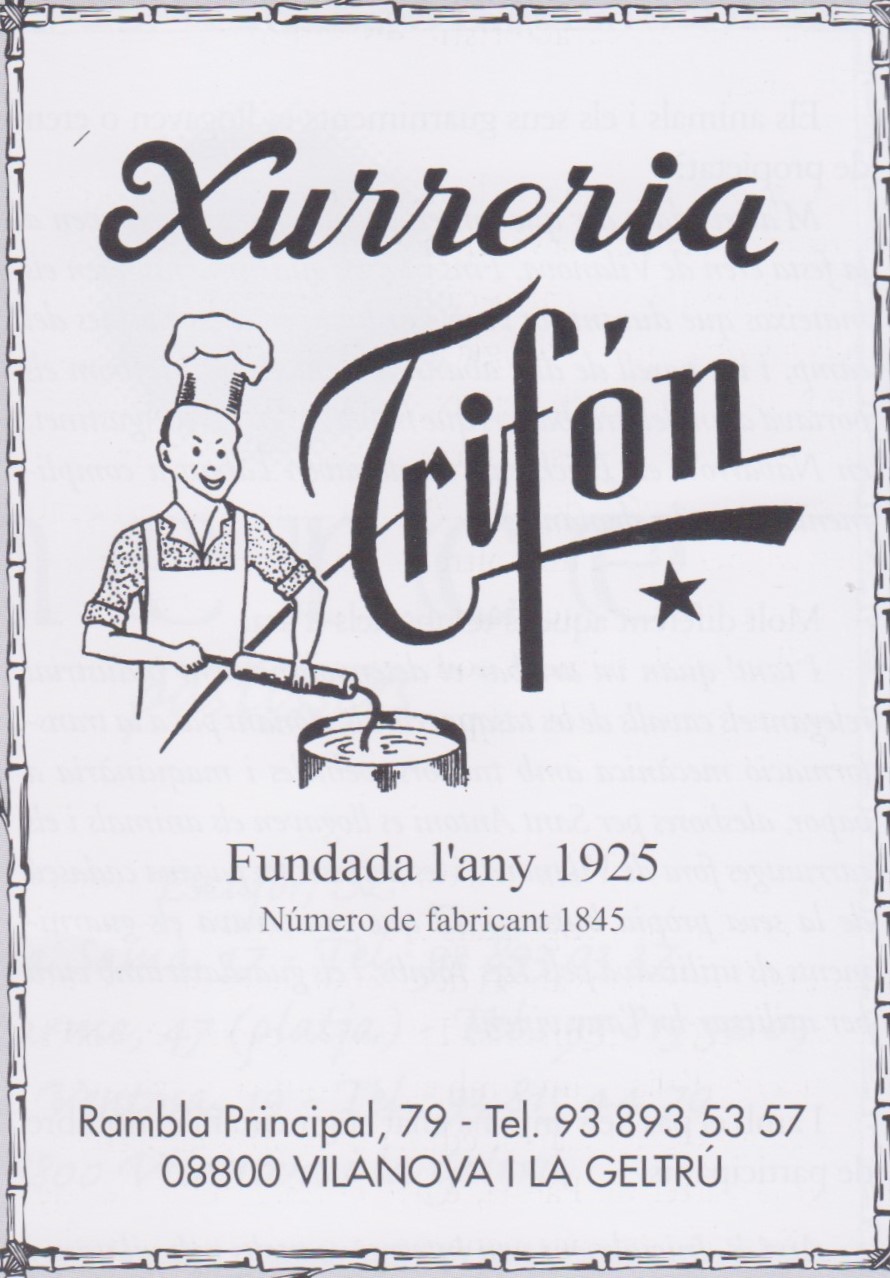 Xurreria
Trifón
Fundada l'any 1925
Número de fabricant 1845
Rambla Principal, 79 - Tel. 93 893 53 57
08800 VILANOVA I LA GELTRÚ